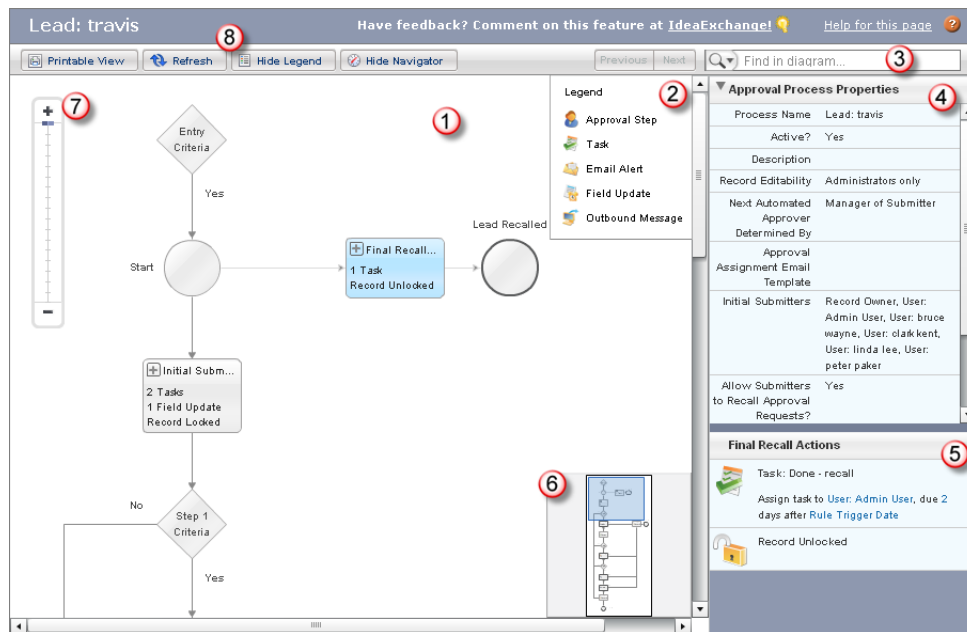 Lead: travis
Have feedback? Comment on this feature at IdeaExchange!
Help for this page
8
Printable View
Refresh
Hide Legend
Hide Navigator
Previous
Next
Find in diagram...
3
7
1
Entry
Criteria
Yes
Start
Final Recall...
1 Task
Record Unlocked
Lead Recalled
Initial Subm...
2 Tasks
1 Field Update
Record Locked
No
Step 1
Criteria
Yes
Legend
2
Approval Step
Task
Email Alert
Field Update
Outbound Message
6
Approval Process Properties
4
Process Name Lead: travis
Active? Yes
Description
Record Editability Administrators only
Next Automated Manager of Submitter
Approver
Determined By
Approval
Assignment Email
Template
Initial Submitters Record Owner, User:
Admin User, User: bruce
wayne, User: clark kent,
User: linda lee, User:
peter paker
Allow Submitters Yes
to Recall Approval
Requests?
Final Recall Actions
5
Task: Done - recall
Assign task to User: Admin User, due 2
days after Rule Trigger Date
Record Unlocked